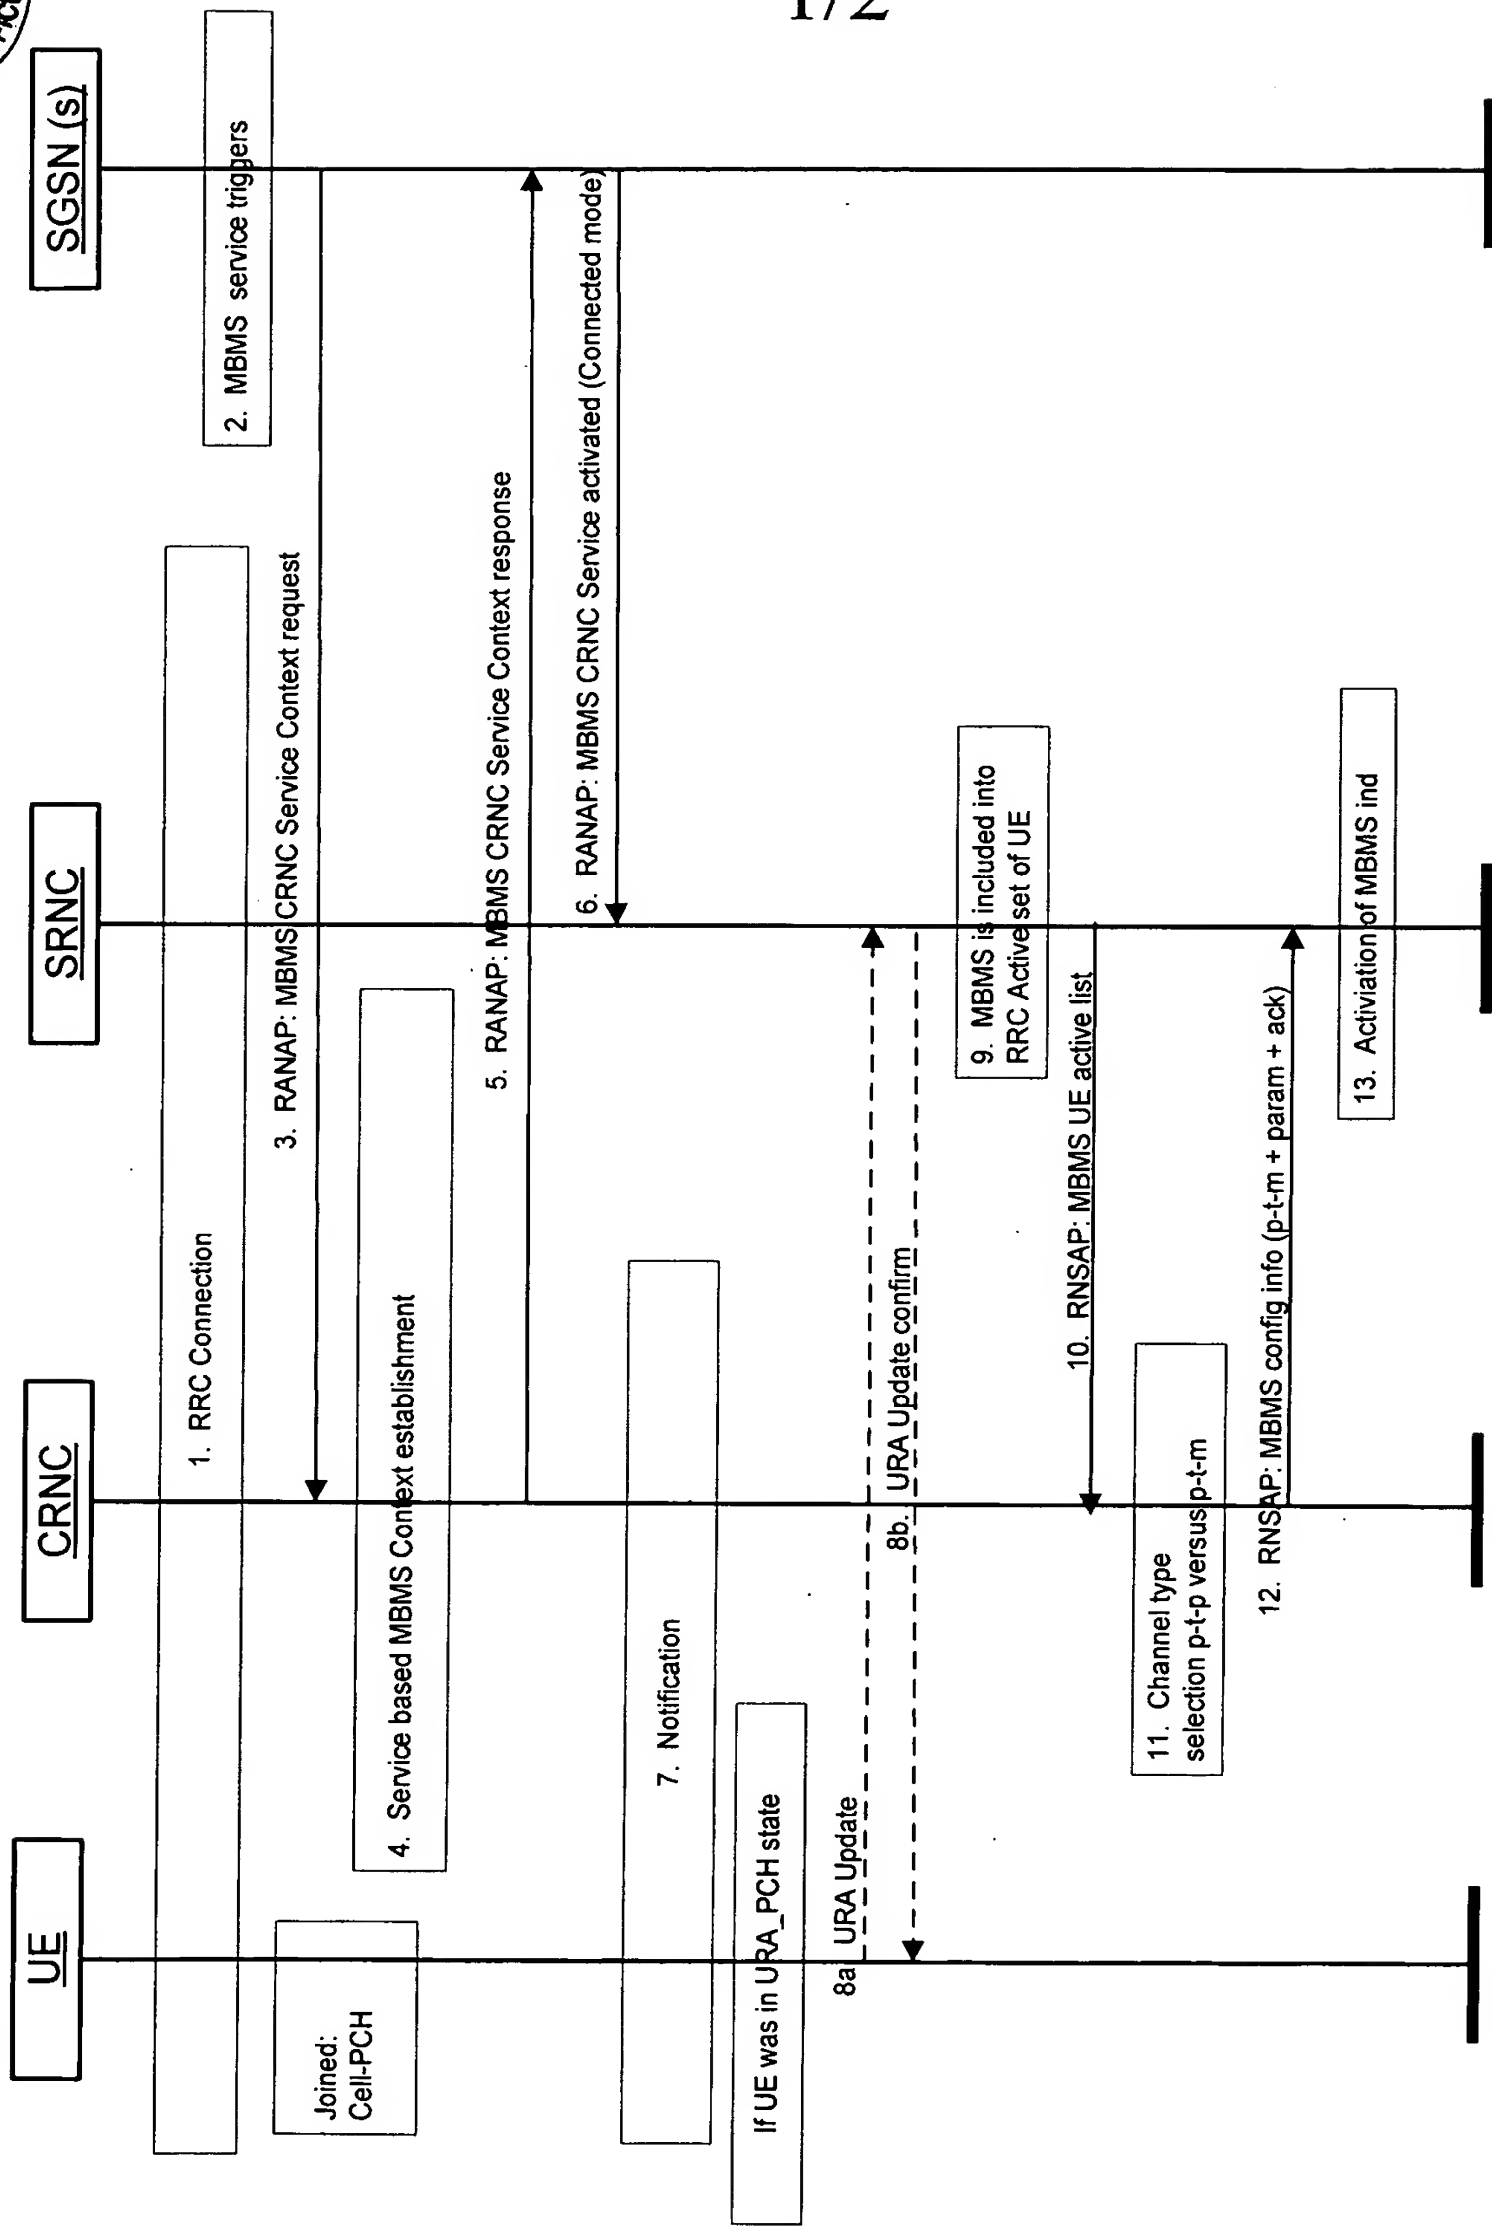 1/2
UE
CRNC
SRNC
SGSN (s)
1. RRC Connection
2. MBMS service triggers
Joined:
Cell-PCH
3. RANAP: MBMS CRNC Service Context request
4. Service based MBMS Context establishment
5. RANAP: MBMS CRNC Service Context response
6. RANAP: MBMS CRNC Service activated (Connected mode)
7. Notification
If UE was in URA_PCH state
8a URA Update
8b. URA Update confirm
9. MBMS is included into
RRC Active set of UE
10. RNSAP: MBMS UE active list
11. Channel type
selection p-t-p versus p-t-m
12. RNSAP: MBMS config info (p-t-m + param + ack)
13. Activiation of MBMS ind